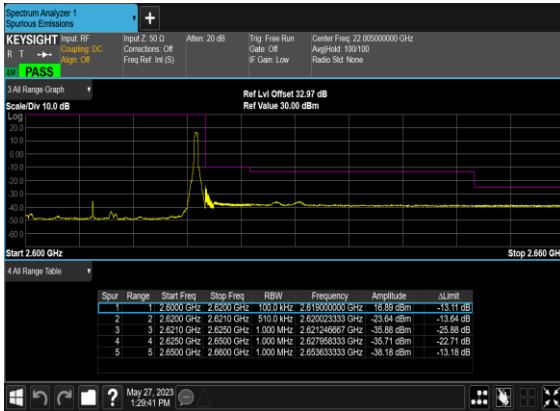 Spectrum Analyzer 1
Spurious Emissions
KEYSIGHT Input: RF Input Z: 50 Ω Atten: 20 dB Trig: Free Run Center Freq: 22.005000000 GHz
R T Coupling: DC Corrections: Off Gate: Off Avg|Hold: 100/100
Align: Off Freq Ref: Int (S) IF Gain: Low Radio Std: None
PASS
3 All Range Graph
Ref Lvl Offset 32.97 dB
Scale/Div 10.0 dB Ref Value 30.00 dBm
Log
20.0
10.0
0.00
-10.0
-20.0
-30.0
-40.0
-50.0
-60.0
Start 2.600 GHz Stop 2.660 GH
4 All Range Table
Spur Range Start Freq Stop Freq RBW Frequency Amplitude ΔLimit
1 1 2.6000 GHz 2.6200 GHz 100.0 kHz 2.619000000 GHz 16.89 dBm -13.11 dB
2 2 2.6200 GHz 2.6210 GHz 510.0 kHz 2.620023333 GHz -23.64 dBm -13.64 dB
3 3 2.6210 GHz 2.6250 GHz 1.000 MHz 2.621246667 GHz -35.88 dBm -25.88 dB
4 4 2.6250 GHz 2.6500 GHz 1.000 MHz 2.627958333 GHz -35.71 dBm -22.71 dB
5 5 2.6500 GHz 2.6600 GHz 1.000 MHz 2.653633333 GHz -38.18 dBm -13.18 dB
May 27, 2023
1:29:41 PM